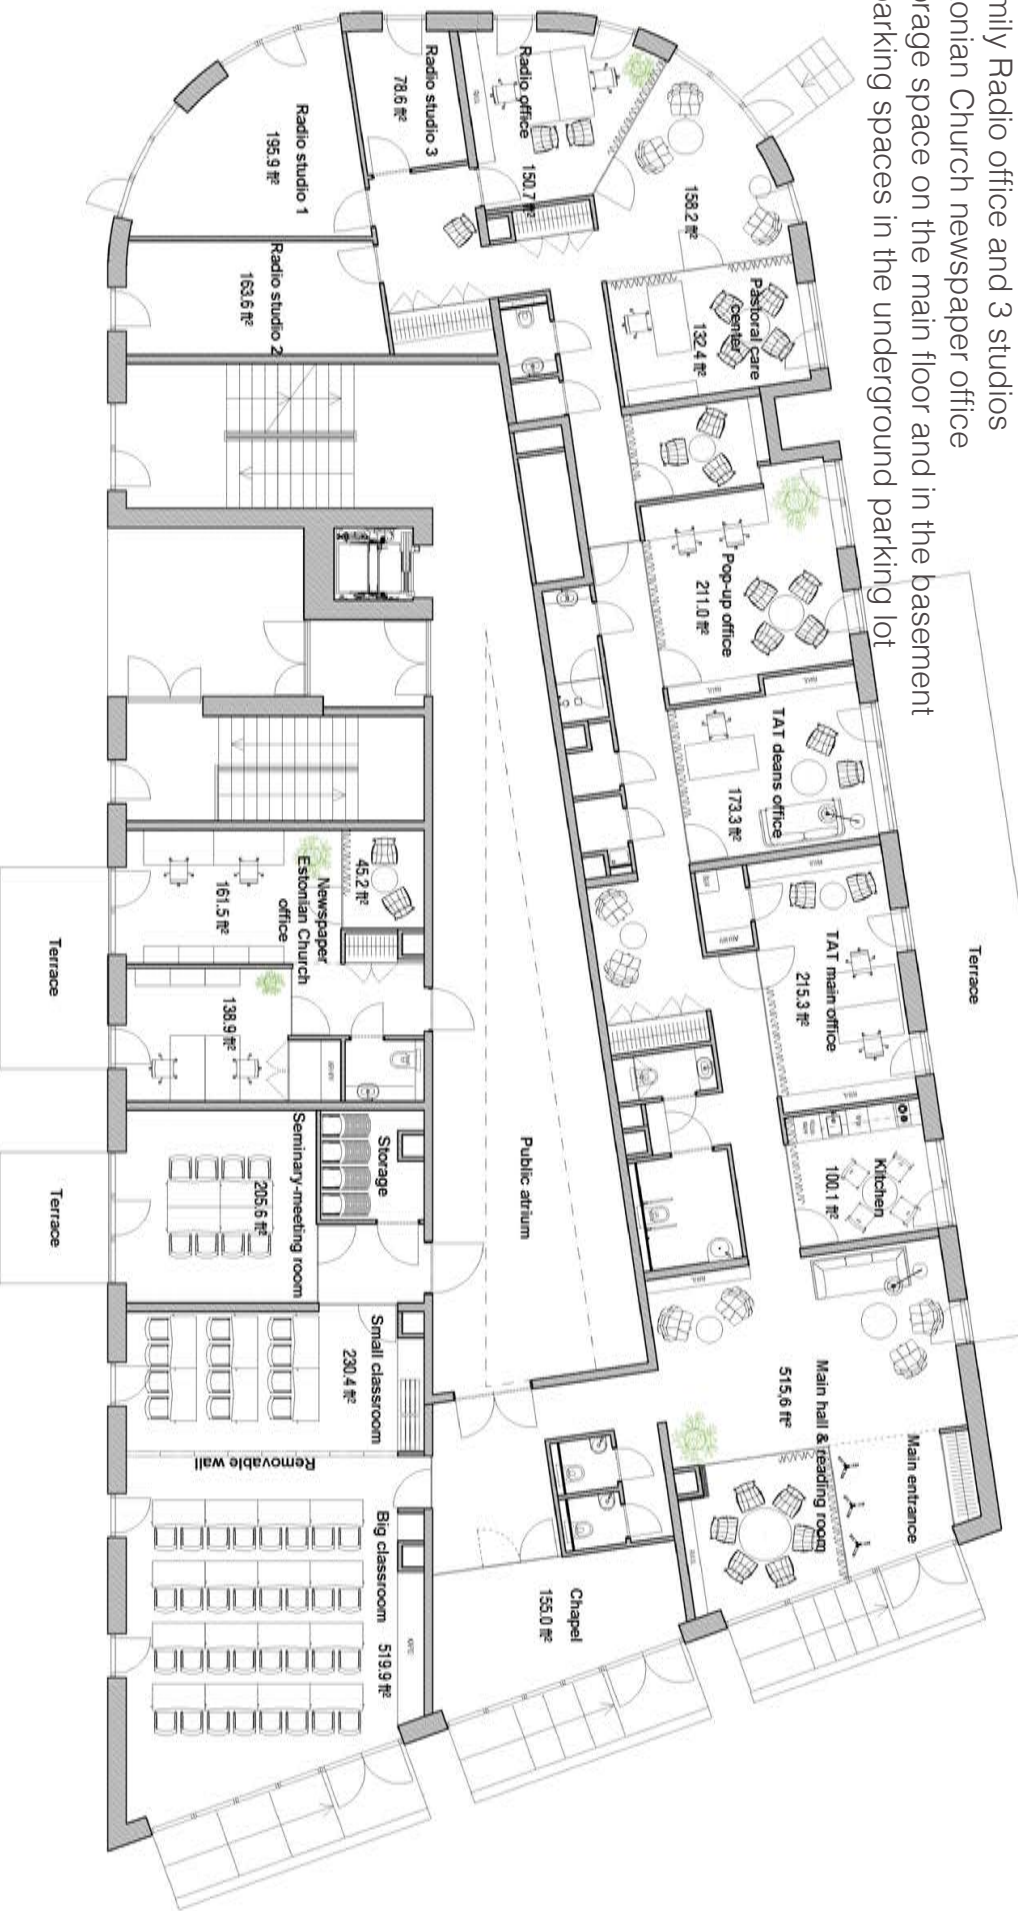 mily Radio office and 3 studios
onian Church newspaper office
orage space on the main floor and in the basement
parking spaces in the underground parking lot
Radio studio 1
195.9 ft²
Radio studio 3
78.6 ft²
Radio office
150.7 ft²
158.2 ft²
Radio studio 2
163.6 ft²
Pastoral care
center
132.4 ft²
Pop-up office
211.0 ft²
TAT deans office
173.3 ft²
TAT main office
215.3 ft²
Kitchen
100.1 ft²
Terrace
Main hall & reading room
515,6 ft²
Main entrance
Public atrium
45.2 ft²
Newspaper
Estonian Church
office
161.5 ft²
138.9 ft²
Storage
Seminary-meeting room
205.6 ft²
Small classroom
230.4 ft²
Removable wall
Big classroom 519.9 ft²
Chapel
155.0 ft²
Terrace
Terrace